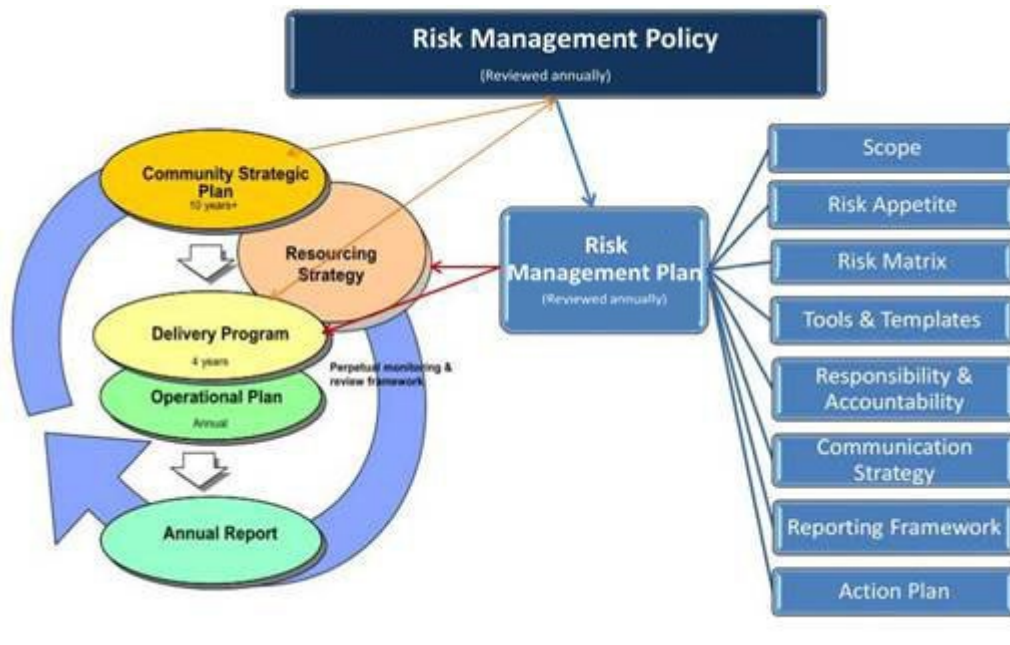 Risk Management Policy
(Reviewed annually)
Community Strategic
Plan
10 years+
Resourcing
Strategy
Delivery Program
4 years
Perpetual monitoring &
review framework
Operational Plan
Annual
Annual Report
Risk
Management Plan
(Reviewed annually)
Scope
Risk Appetite
Risk Matrix
Tools & Templates
Responsibility &
Accountability
Communication
Strategy
Reporting Framework
Action Plan